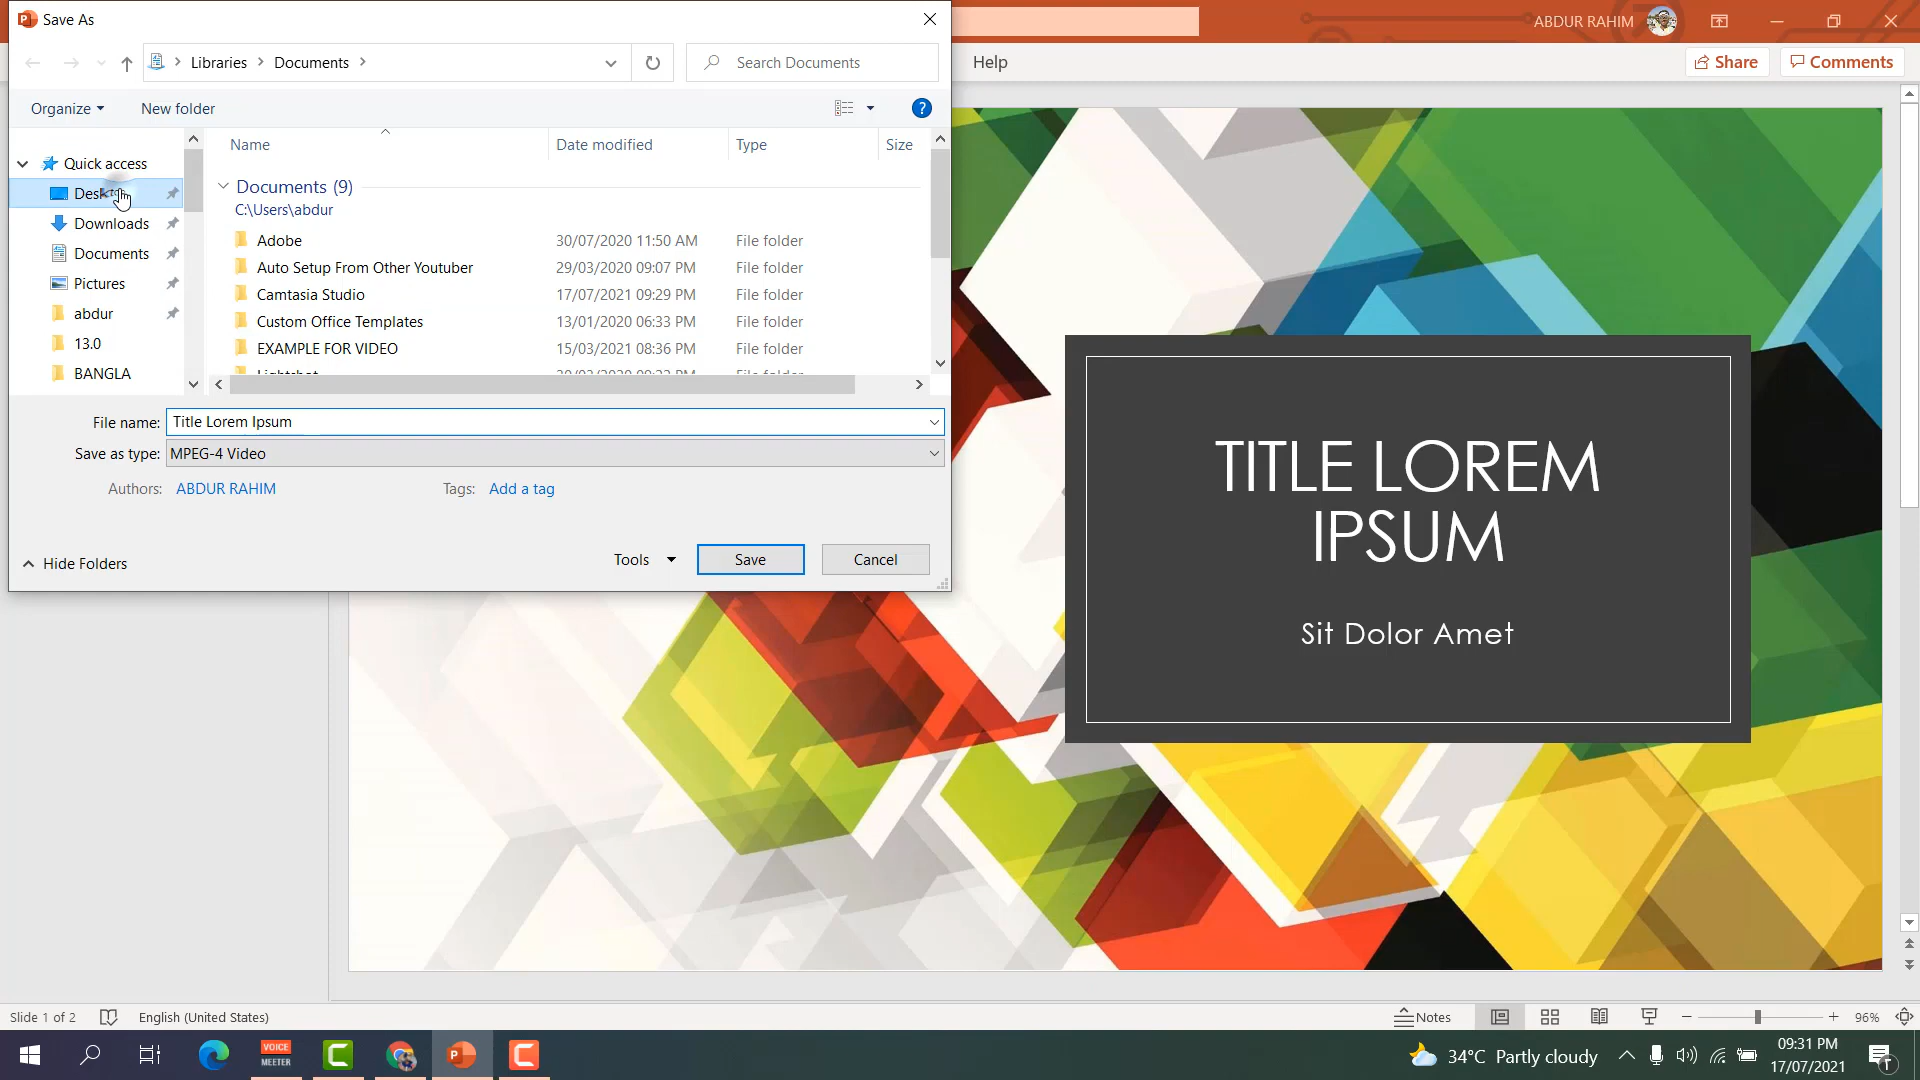 Save As
ABDUR RAHIM
Libraries
Documents
Search Documents
Help
Share
Comments
Organize
New folder
Name
Date modified
Type
Size
Quick access
Documents (9)
C:\Users\abdur
Downloads
Documents
Pictures
abdur
13.0
BANGLA
Adobe 30/07/2020 11:50 AM File folder
Auto Setup From Other Youtuber 29/03/2020 09:07 PM File folder
Camtasia Studio 17/07/2021 09:29 PM File folder
Custom Office Templates 13/01/2020 06:33 PM File folder
EXAMPLE FOR VIDEO 15/03/2021 08:36 PM File folder
File name: Title Lorem Ipsum
Save as type: MPEG-4 Video
Authors: ABDUR RAHIM
Tags: Add a tag
Hide Folders
Tools
Save
Cancel
TITLE LOREM
IPSUM
Sit Dolor Amet
Slide 1 of 2
English (United States)
Notes
96%
VOICE
MEETER
34°C Partly cloudy
09:31 PM
17/07/2021